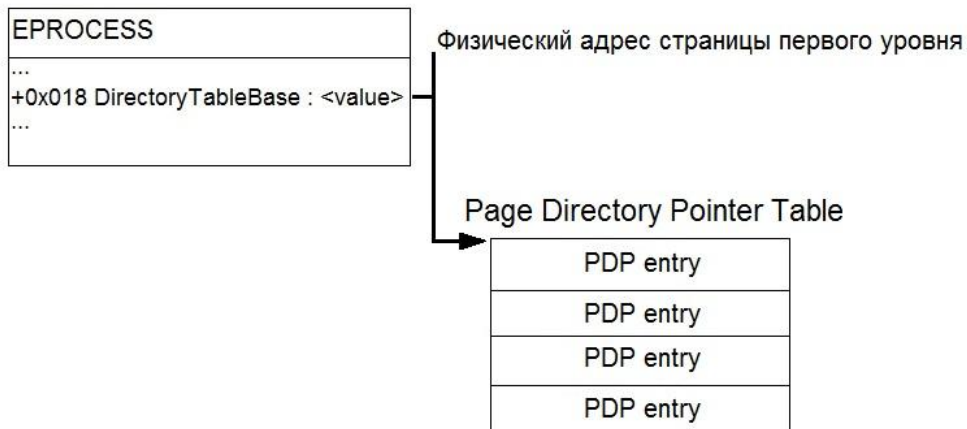 EPROCESS
...
+0x018 DirectoryTableBase : <value>
...
Физический адрес страницы первого уровня
Page Directory Pointer Table
PDP entry
PDP entry
PDP entry
PDP entry